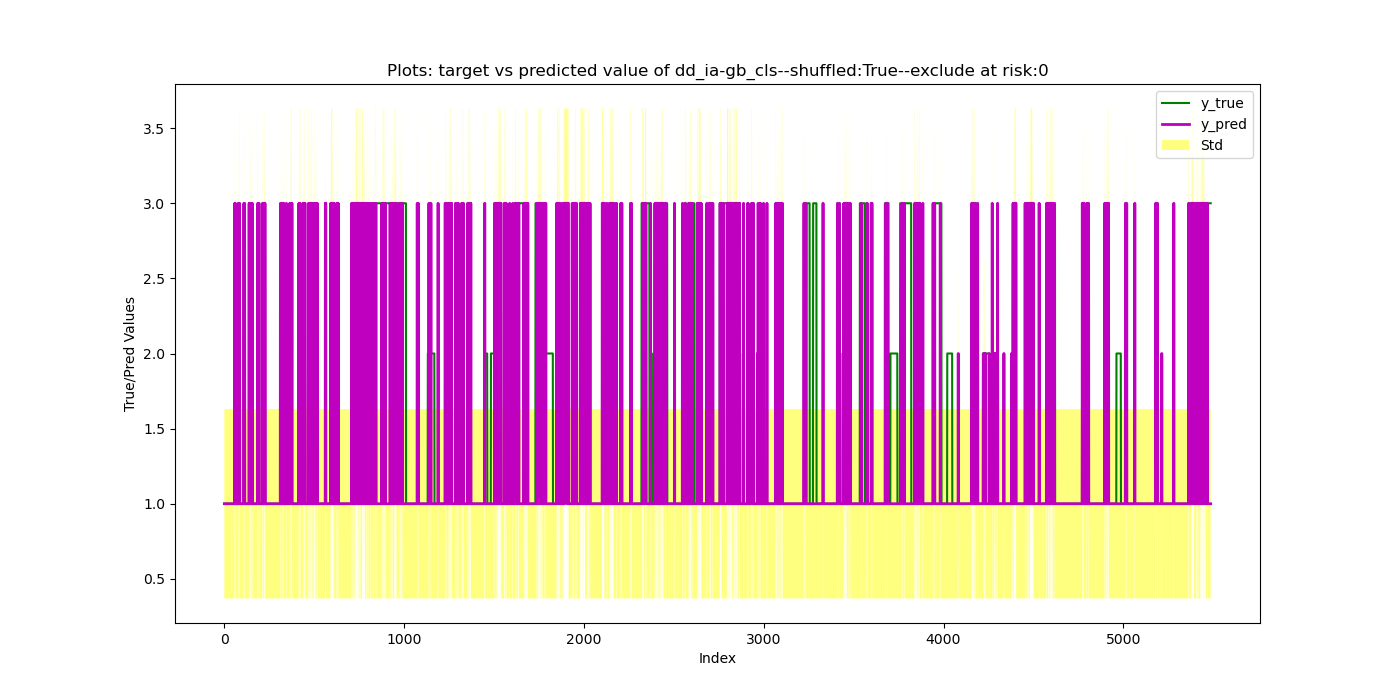 Plots: target vs predicted value of dd_ia-gb_cls--shuffled:True--exclude at risk:0
y_true
y_pred
Std
True/Pred Values
3.5
3.0
2.5
2.0
1.5
1.0
0.5
0 1000 2000 3000 4000 5000
Index